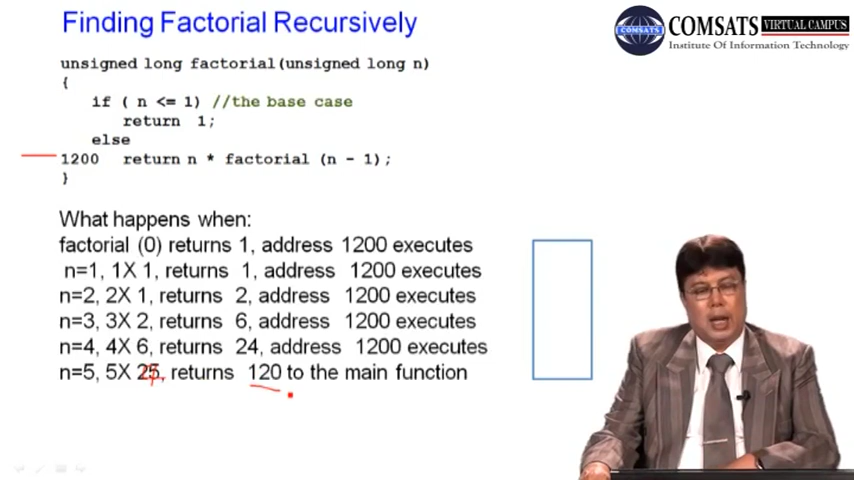 Finding Factorial Recursively
COMSATS VIRTUAL CAMPUS
COMSATS
Institute Of Information Technology
unsigned long factorial(unsigned long n)
{
if ( n <= 1) //the base case
return 1;
else
1200 return n * factorial (n - 1);
}
What happens when:
factorial (0) returns 1, address 1200 executes
n=1, 1X 1, returns 1, address 1200 executes
n=2, 2X 1, returns 2, address 1200 executes
n=3, 3X 2, returns 6, address 1200 executes
n=4, 4X 6, returns 24, address 1200 executes
n=5, 5X 25, returns 120 to the main function